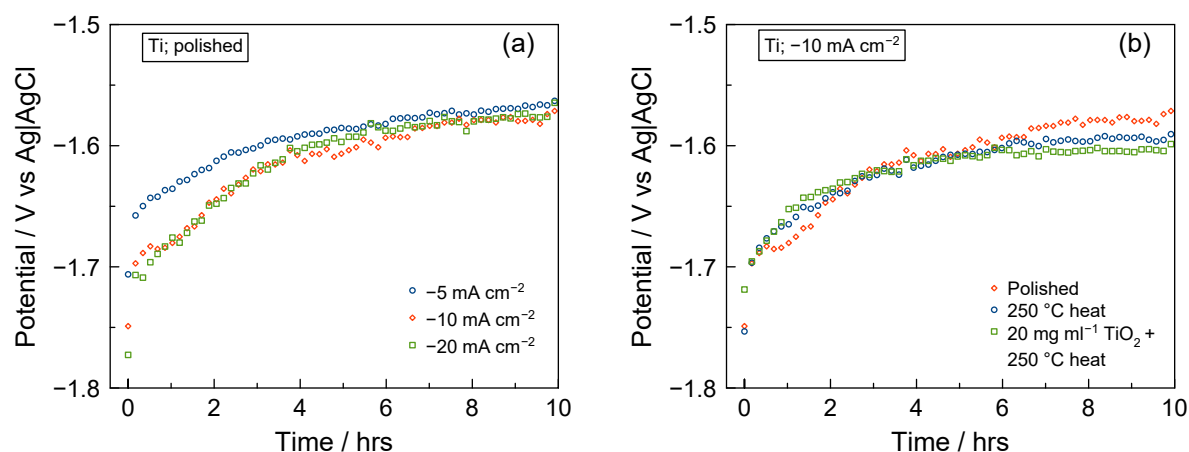 −1.5
−1.6
−1.7
−1.8
Potential / V vs Ag|AgCl
Ti; polished
(a)
−5 mA cm⁻²
−10 mA cm⁻²
−20 mA cm⁻²
0 2 4 6 8 10
Time / hrs
−1.5
−1.6
−1.7
−1.8
Potential / V vs Ag|AgCl
Ti; −10 mA cm⁻²
(b)
Polished
250 °C heat
20 mg ml⁻¹ TiO₂ +
250 °C heat
0 2 4 6 8 10
Time / hrs